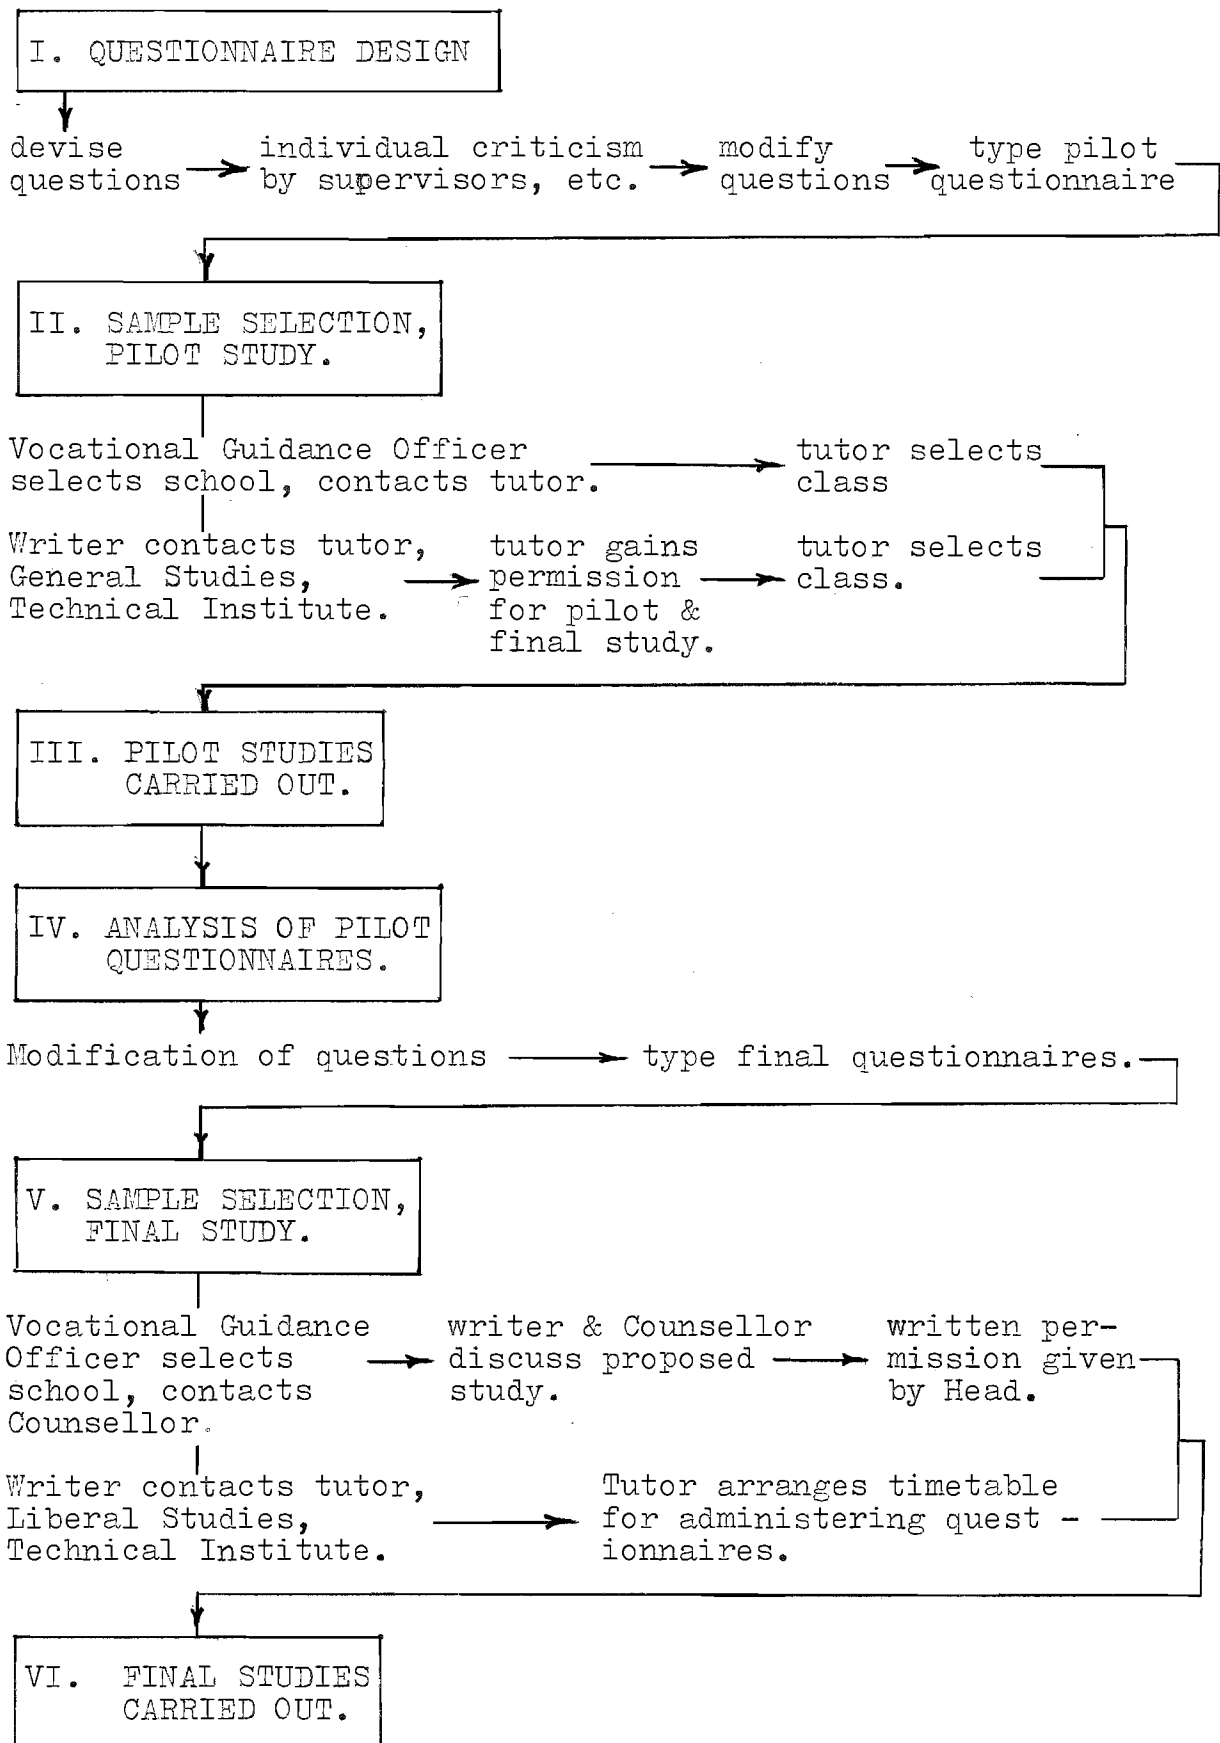 I. QUESTIONNAIRE DESIGN
devise
questions
individual criticism
by supervisors, etc.
modify
questions
type pilot
questionnaire
II. SAMPLE SELECTION,
PILOT STUDY.
Vocational Guidance Officer
selects school, contacts tutor.
tutor selects
class
Writer contacts tutor,
General Studies,
Technical Institute.
tutor gains
permission
for pilot &
final study.
tutor selects
class.
III. PILOT STUDIES
CARRIED OUT.
IV. ANALYSIS OF PILOT
QUESTIONNAIRES.
Modification of questions
type final questionnaires.
V. SAMPLE SELECTION,
FINAL STUDY.
Vocational Guidance
Officer selects
school, contacts
Counsellor.
writer & Counsellor
discuss proposed
study.
written per-
mission given
by Head.
Writer contacts tutor,
Liberal Studies,
Technical Institute.
Tutor arranges timetable
for administering quest -
ionnaires.
VI. FINAL STUDIES
CARRIED OUT.